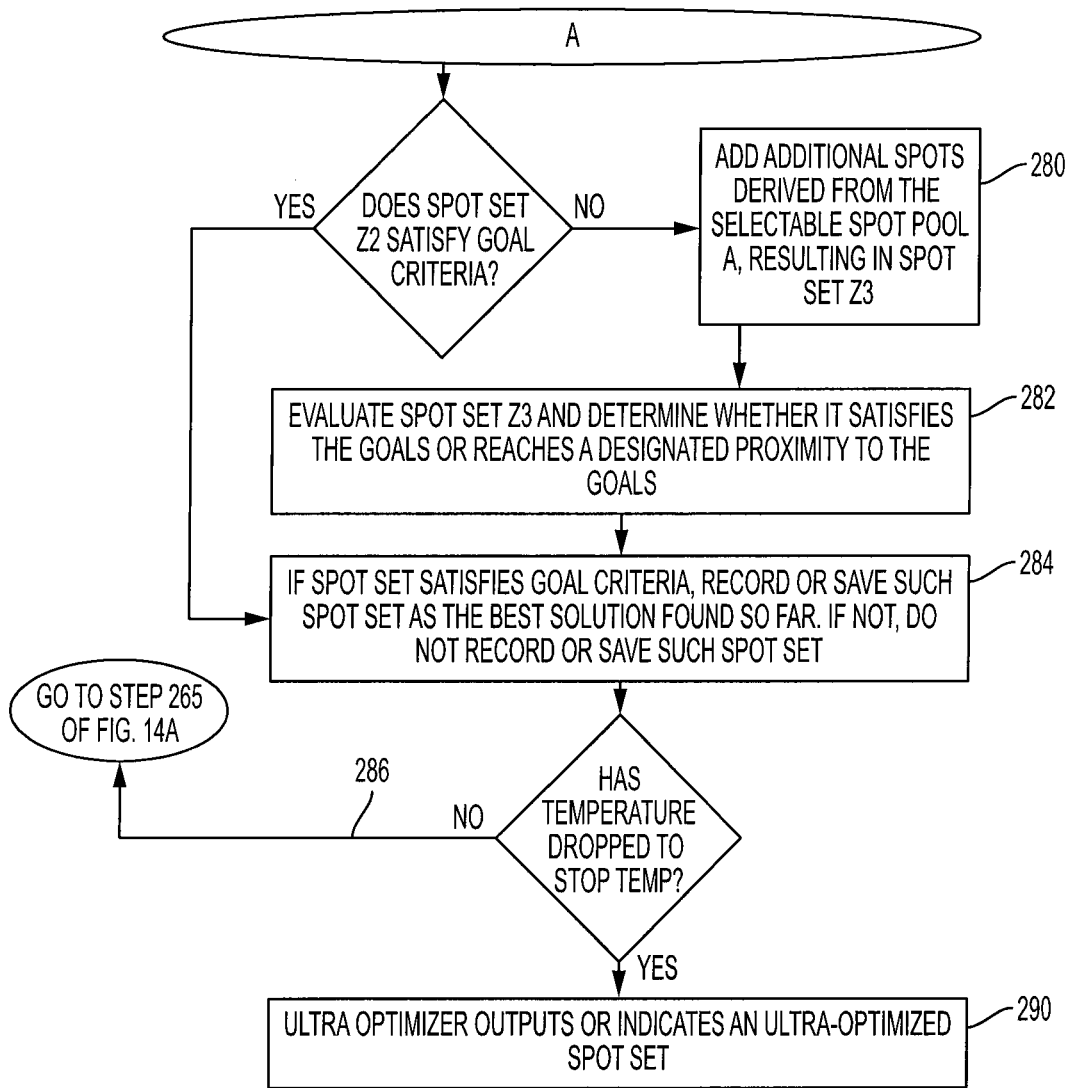 A
DOES SPOT SET
Z2 SATISFY GOAL
CRITERIA?
YES
NO
ADD ADDITIONAL SPOTS
DERIVED FROM THE
SELECTABLE SPOT POOL
A, RESULTING IN SPOT
SET Z3
280
EVALUATE SPOT SET Z3 AND DETERMINE WHETHER IT SATISFIES
THE GOALS OR REACHES A DESIGNATED PROXIMITY TO THE
GOALS
282
IF SPOT SET SATISFIES GOAL CRITERIA, RECORD OR SAVE SUCH
SPOT SET AS THE BEST SOLUTION FOUND SO FAR. IF NOT, DO
NOT RECORD OR SAVE SUCH SPOT SET
284
GO TO STEP 265
OF FIG. 14A
286
NO
HAS
TEMPERATURE
DROPPED TO
STOP TEMP?
YES
ULTRA OPTIMIZER OUTPUTS OR INDICATES AN ULTRA-OPTIMIZED
SPOT SET
290